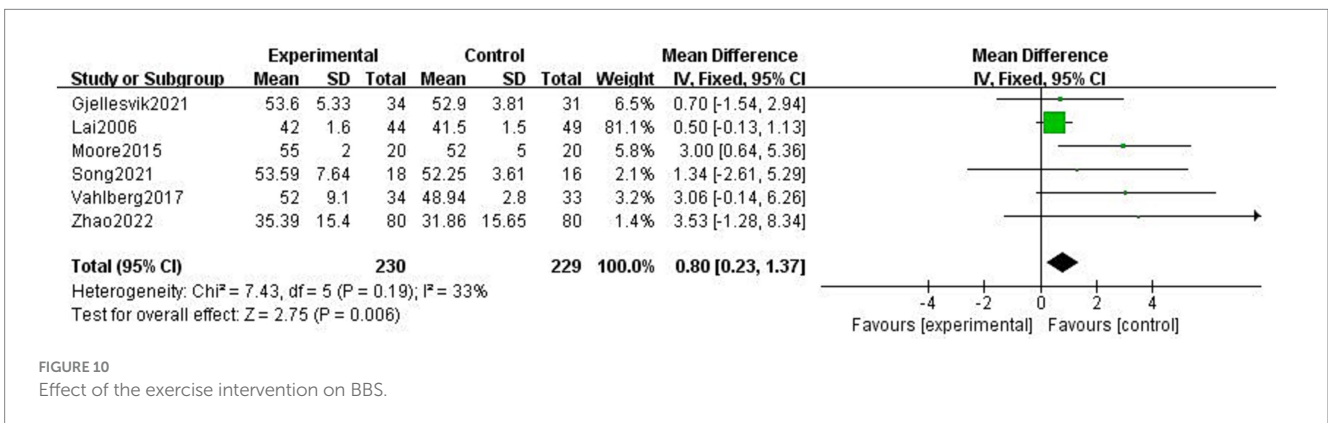 Experimental Control Mean Difference Mean Difference
Study or Subgroup Mean SD Total Mean SD Total Weight IV, Fixed, 95% CI IV, Fixed, 95% CI
Gjellesvik2021 53.6 5.33 34 52.9 3.81 31 6.5% 0.70 [-1.54, 2.94]
Lai2006 42 1.6 44 41.5 1.5 49 81.1% 0.50 [-0.13, 1.13]
Moore2015 55 2 20 52 5 20 5.8% 3.00 [0.64, 5.36]
Song2021 53.59 7.64 18 52.25 3.61 16 2.1% 1.34 [-2.61, 5.29]
Vahlberg2017 52 9.1 34 48.94 2.8 33 3.2% 3.06 [-0.14, 6.26]
Zhao2022 35.39 15.4 80 31.86 15.65 80 1.4% 3.53 [-1.28, 8.34]
Total (95% CI) 230 229 100.0% 0.80 [0.23, 1.37]
Heterogeneity: Chi² = 7.43, df = 5 (P = 0.19); I² = 33%
Test for overall effect: Z = 2.75 (P = 0.006)
-4 -2 0 2 4
Favours [experimental] Favours [control]
FIGURE 10
Effect of the exercise intervention on BBS.